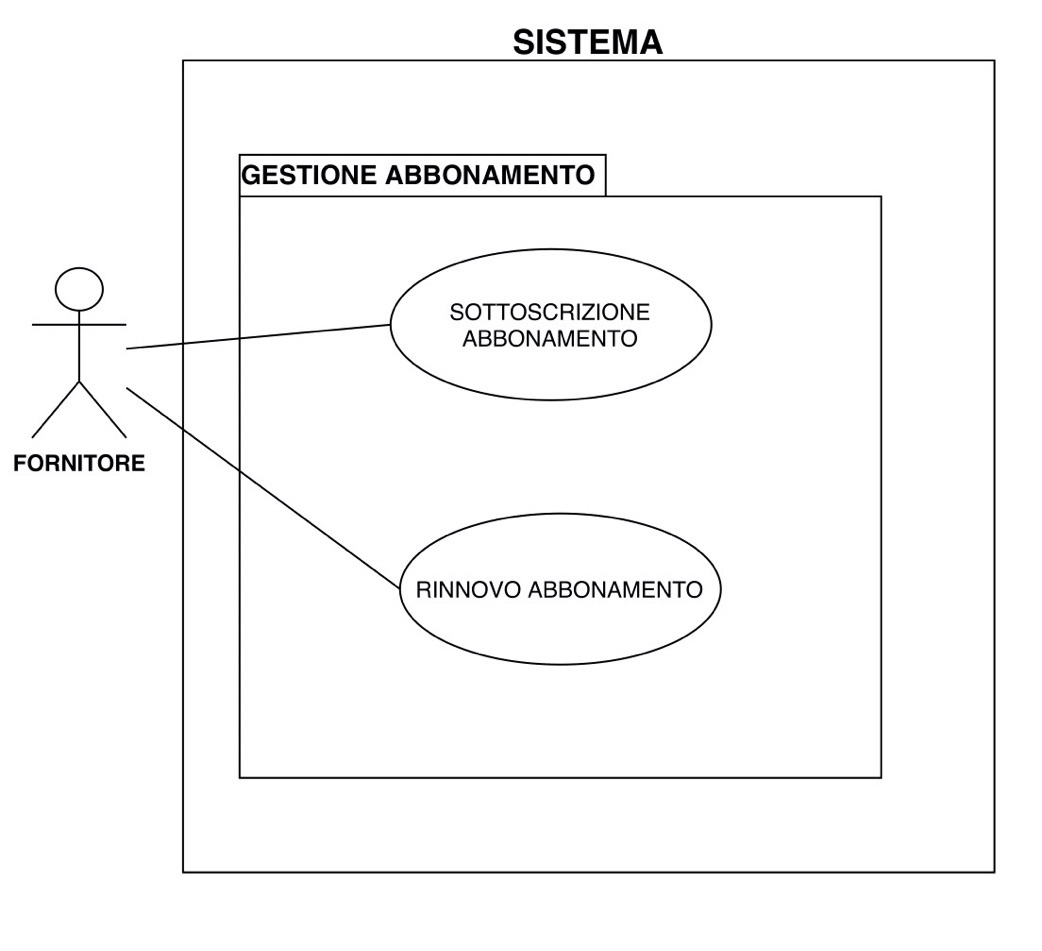 SISTEMA
GESTIONE ABBONAMENTO
SOTTOSCRIZIONE
ABBONAMENTO
FORNITORE
RINNOVO ABBONAMENTO